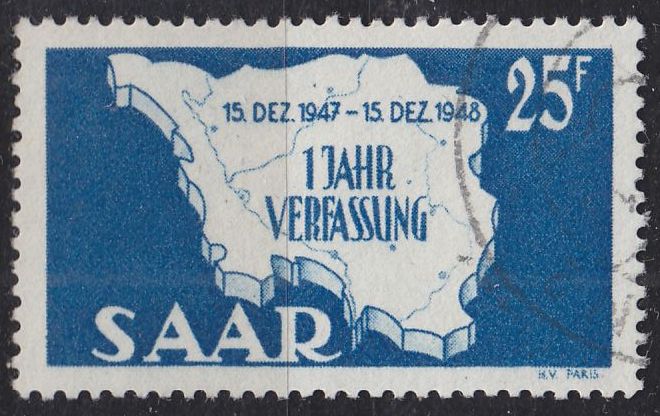 25F
15. DEZ. 1947 – 15. DEZ. 1948
1 JAHR
VERFASSUNG
SAAR
H.V. PARIS